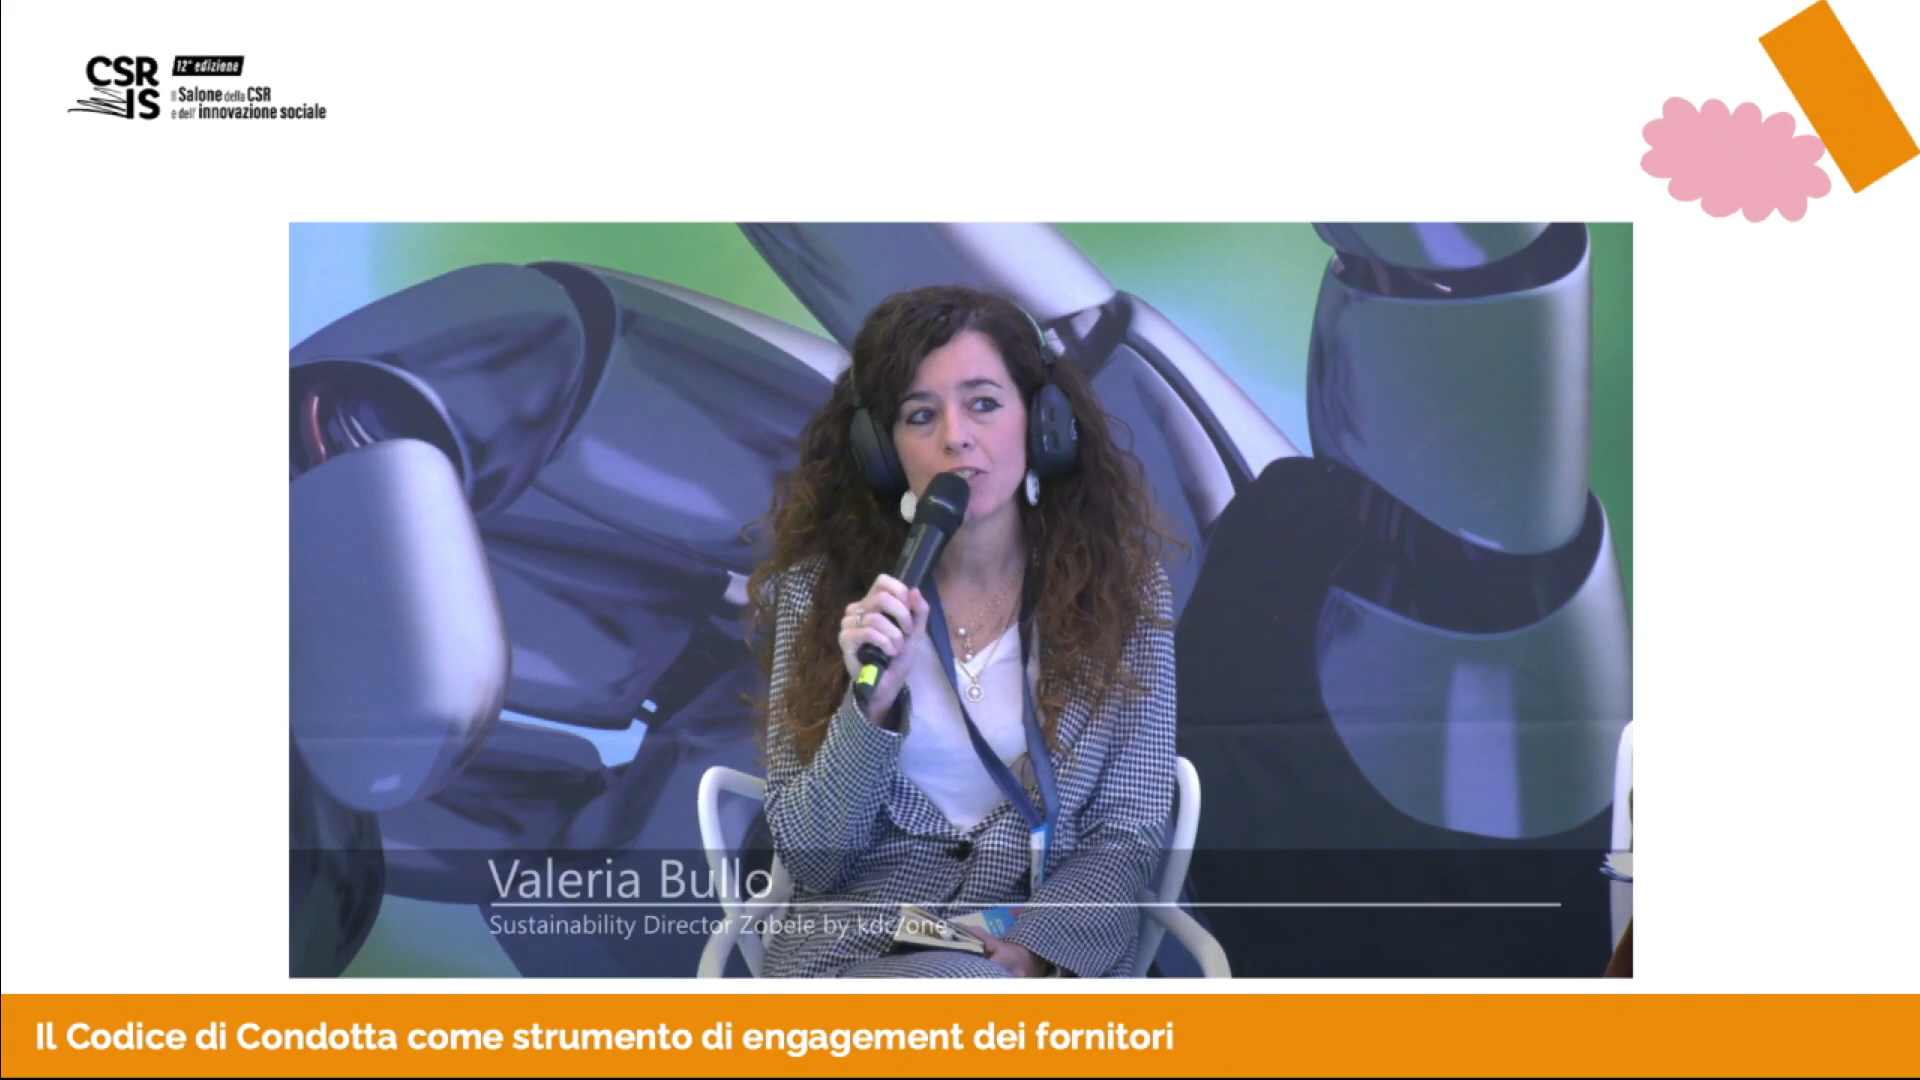 CSR
IS
12° edizione
Il Salone della CSR
e dell'innovazione sociale
Valeria Bullo
Sustainability Director Zobele by kdc/one
Il Codice di Condotta come strumento di engagement dei fornitori